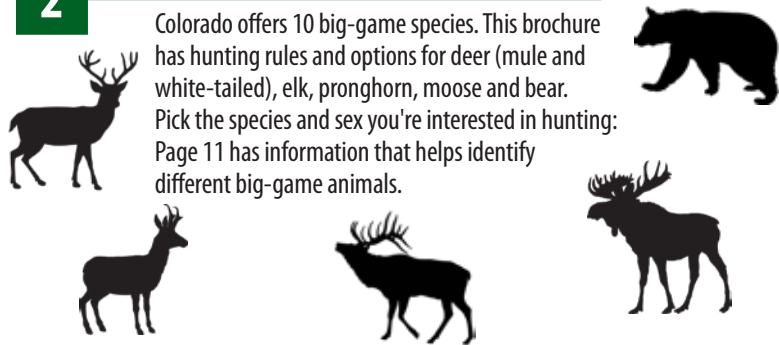 2
Colorado offers 10 big-game species. This brochure
has hunting rules and options for deer (mule and
white-tailed), elk, pronghorn, moose and bear.
Pick the species and sex you're interested in hunting:
Page 11 has information that helps identify
different big-game animals.